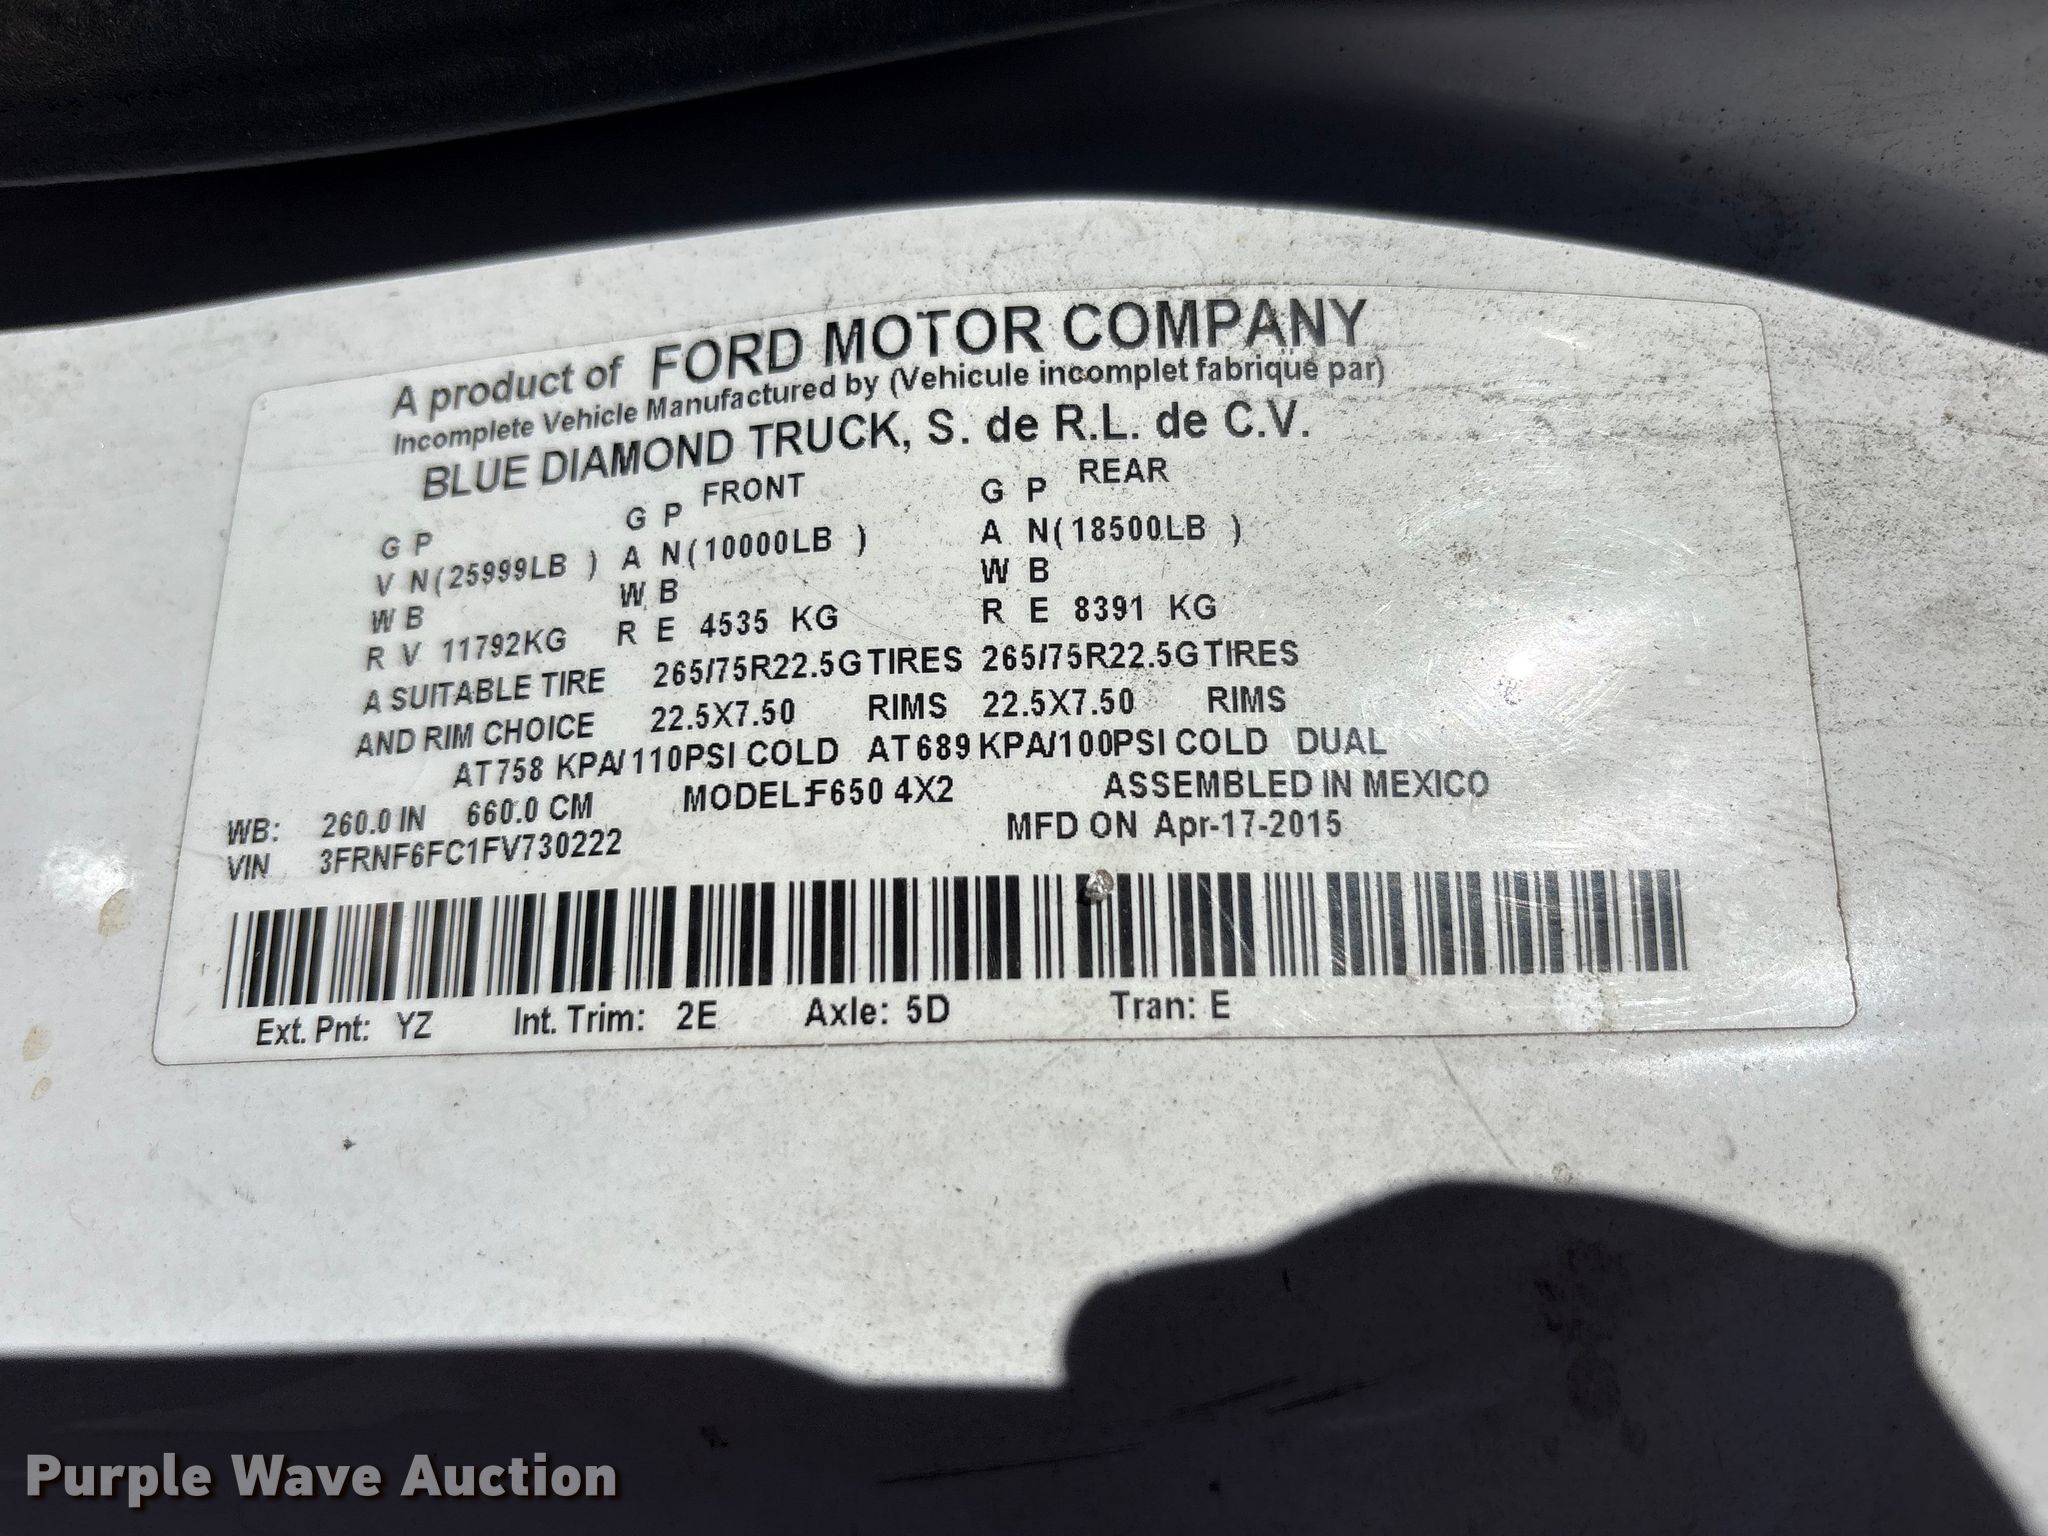 A product of FORD MOTOR COMPANY
Incomplete Vehicle Manufactured by (Vehicule incomplet fabrique par)
BLUE DIAMOND TRUCK, S. de R.L. de C.V.
G P G P FRONT G P REAR
V N(25999LB ) A N(10000LB ) A N(18500LB )
W B W B W B
R V 11792KG R E 4535 KG R E 8391 KG
A SUITABLE TIRE 265/75R22.5G TIRES 265/75R22.5G TIRES
AND RIM CHOICE 22.5X7.50 RIMS 22.5X7.50 RIMS
AT 758 KPA/110PSI COLD AT 689 KPA/100PSI COLD DUAL
WB: 260.0 IN 660.0 CM MODEL:F650 4X2 ASSEMBLED IN MEXICO
VIN 3FRNF6FC1FV730222 MFD ON Apr-17-2015
Ext. Pnt: YZ Int. Trim: 2E Axle: 5D Tran: E
Purple Wave Auction